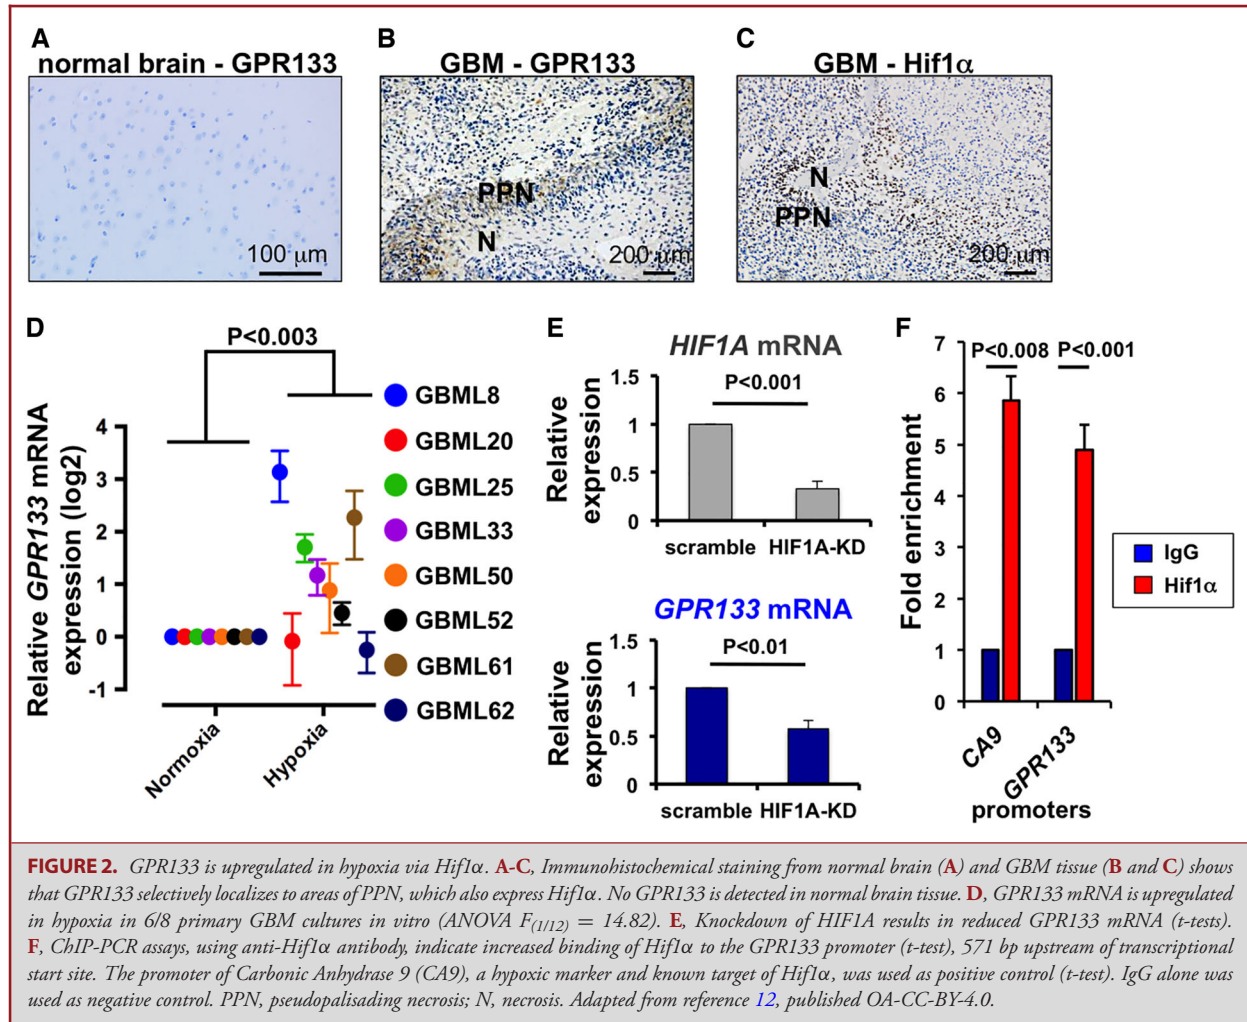 A
normal brain - GPR133
100 µm
B
GBM - GPR133
PPN
N
200 µm
C
GBM - Hif1α
N
PPN
200 µm
D
P<0.003
Relative GPR133 mRNA
expression (log2)
4
3
2
1
0
-1
Normoxia
Hypoxia
GBML8
GBML20
GBML25
GBML33
GBML50
GBML52
GBML61
GBML62
E
HIF1A mRNA
Relative
expression
1.5
1
0.5
0
P<0.001
scramble HIF1A-KD
GPR133 mRNA
Relative
expression
1.5
1
0.5
0
P<0.01
scramble HIF1A-KD
F
Fold enrichment
7
6
5
4
3
2
1
0
P<0.008 P<0.001
CA9
GPR133
promoters
IgG
Hif1α
FIGURE 2. GPR133 is upregulated in hypoxia via Hif1α. A-C, Immunohistochemical staining from normal brain (A) and GBM tissue (B and C) shows
that GPR133 selectively localizes to areas of PPN, which also express Hif1α. No GPR133 is detected in normal brain tissue. D, GPR133 mRNA is upregulated
in hypoxia in 6/8 primary GBM cultures in vitro (ANOVA F(1/12) = 14.82). E, Knockdown of HIF1A results in reduced GPR133 mRNA (t-tests).
F, ChIP-PCR assays, using anti-Hif1α antibody, indicate increased binding of Hif1α to the GPR133 promoter (t-test), 571 bp upstream of transcriptional
start site. The promoter of Carbonic Anhydrase 9 (CA9), a hypoxic marker and known target of Hif1α, was used as positive control (t-test). IgG alone was
used as negative control. PPN, pseudopalisading necrosis; N, necrosis. Adapted from reference 12, published OA-CC-BY-4.0.